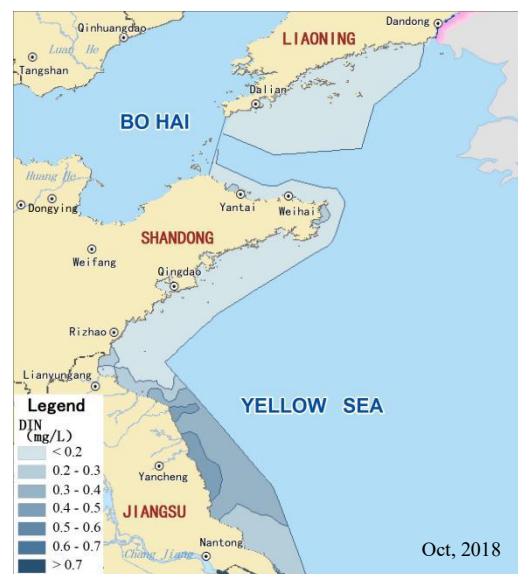 Qinhuangdao
Dandong
LIAONING
Luan He
Tangshan
Dalian
BO HAI
Huang He
Dongying
Yantai
Weihai
SHANDONG
Weifang
Qingdao
Rizhao
Lianyungang
YELLOW SEA
Legend
DIN
(mg/L)
< 0.2
0.2 - 0.3
0.3 - 0.4
0.4 - 0.5
0.5 - 0.6
0.6 - 0.7
> 0.7
Yancheng
JIANGSU
Nantong
Chang Jiang
Oct, 2018